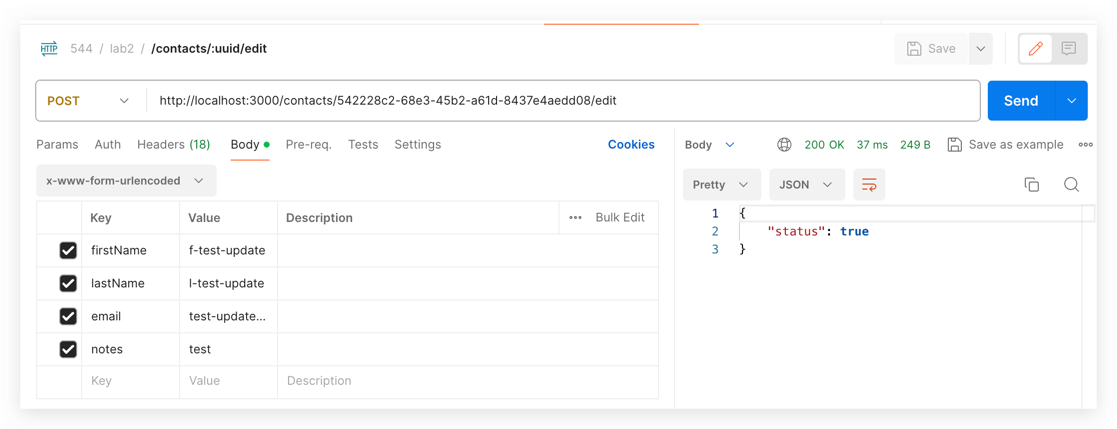 HTTP 544 / lab2 / /contacts/:uuid/edit Save
POST http://localhost:3000/contacts/542228c2-68e3-45b2-a61d-8437e4aedd08/edit Send
Params Auth Headers (18) Body Pre-req. Tests Settings Cookies
x-www-form-urlencoded
Key Value Description ••• Bulk Edit
firstName f-test-update
lastName l-test-update
email test-update...
notes test
Key Value Description
Body 200 OK 37 ms 249 B Save as example •••
Pretty JSON
1 {
2 "status": true
3 }